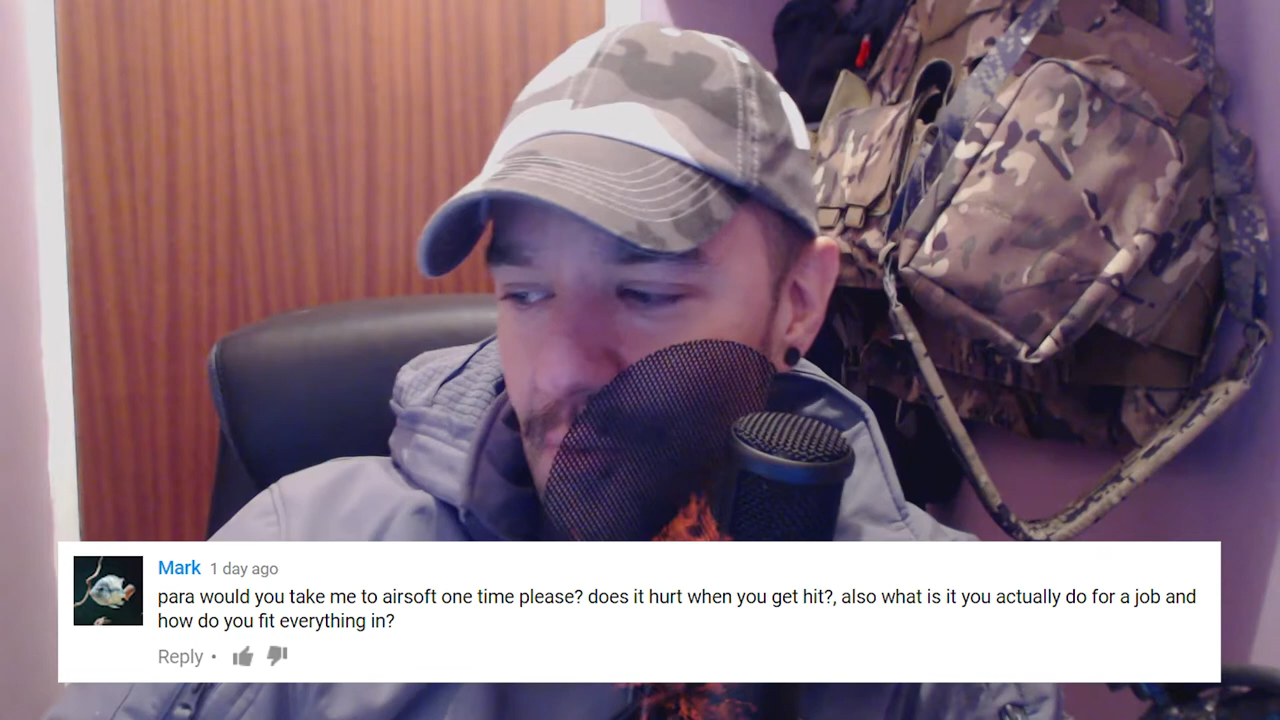 Mark 1 day ago
para would you take me to airsoft one time please? does it hurt when you get hit?, also what is it you actually do for a job and
how do you fit everything in?
Reply •